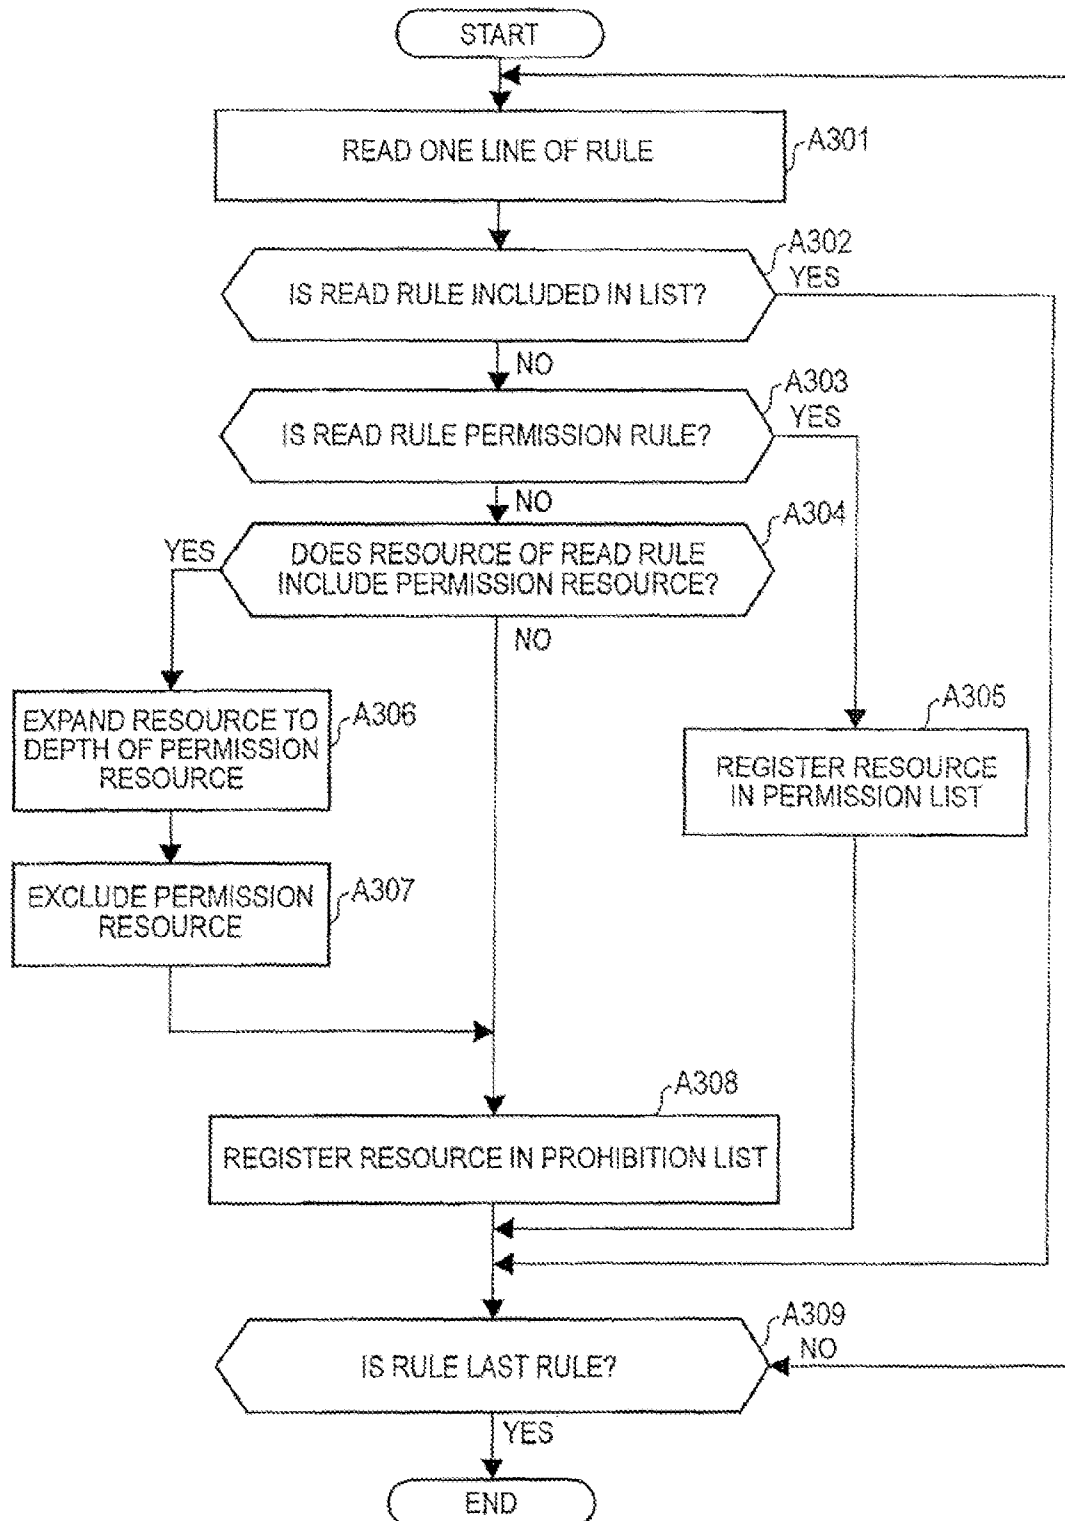 START
READ ONE LINE OF RULE
A301
A302
IS READ RULE INCLUDED IN LIST?
YES
NO
A303
IS READ RULE PERMISSION RULE?
YES
NO
A304
YES
DOES RESOURCE OF READ RULE
INCLUDE PERMISSION RESOURCE?
NO
EXPAND RESOURCE TO
DEPTH OF PERMISSION
RESOURCE
A306
A305
REGISTER RESOURCE
IN PERMISSION LIST
EXCLUDE PERMISSION
RESOURCE
A307
A308
REGISTER RESOURCE IN PROHIBITION LIST
A309
IS RULE LAST RULE?
NO
YES
END